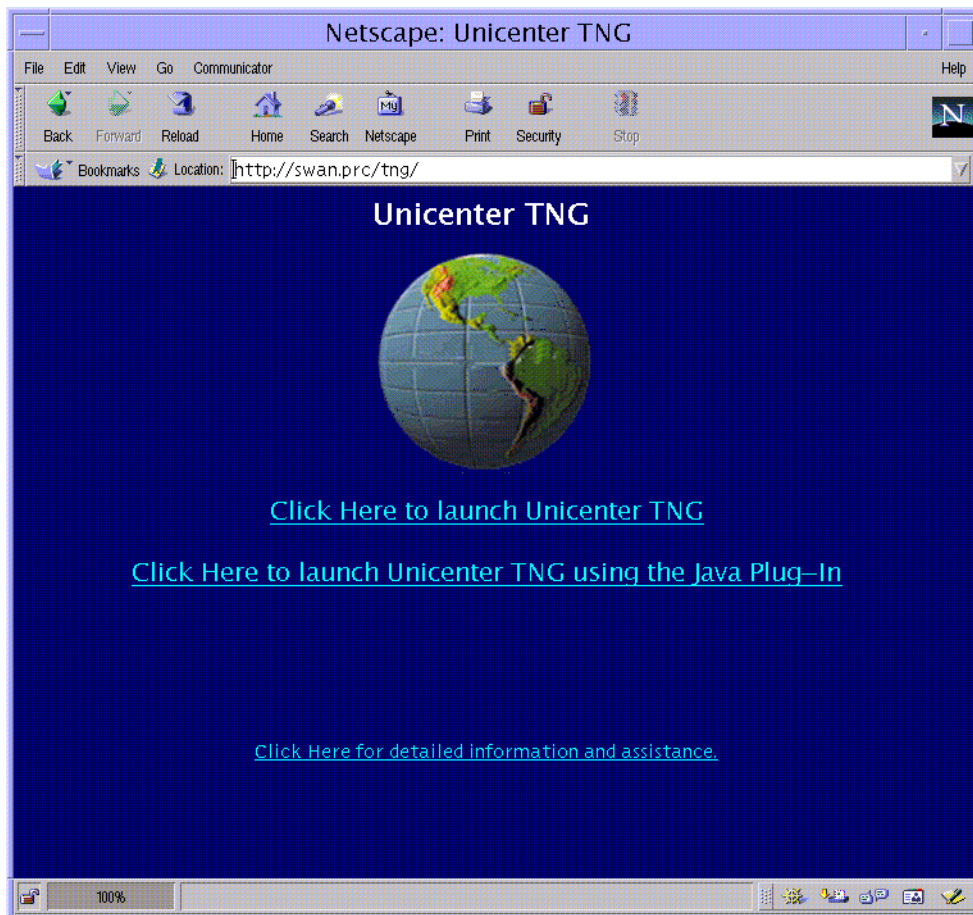 Netscape: Unicenter TNG
File Edit View Go Communicator Help
Back Forward Reload Home Search Netscape Print Security Stop
My
N
Bookmarks Location: http://swan.prc/tng/
Unicenter TNG
Click Here to launch Unicenter TNG
Click Here to launch Unicenter TNG using the Java Plug-In
Click Here for detailed information and assistance.
100%